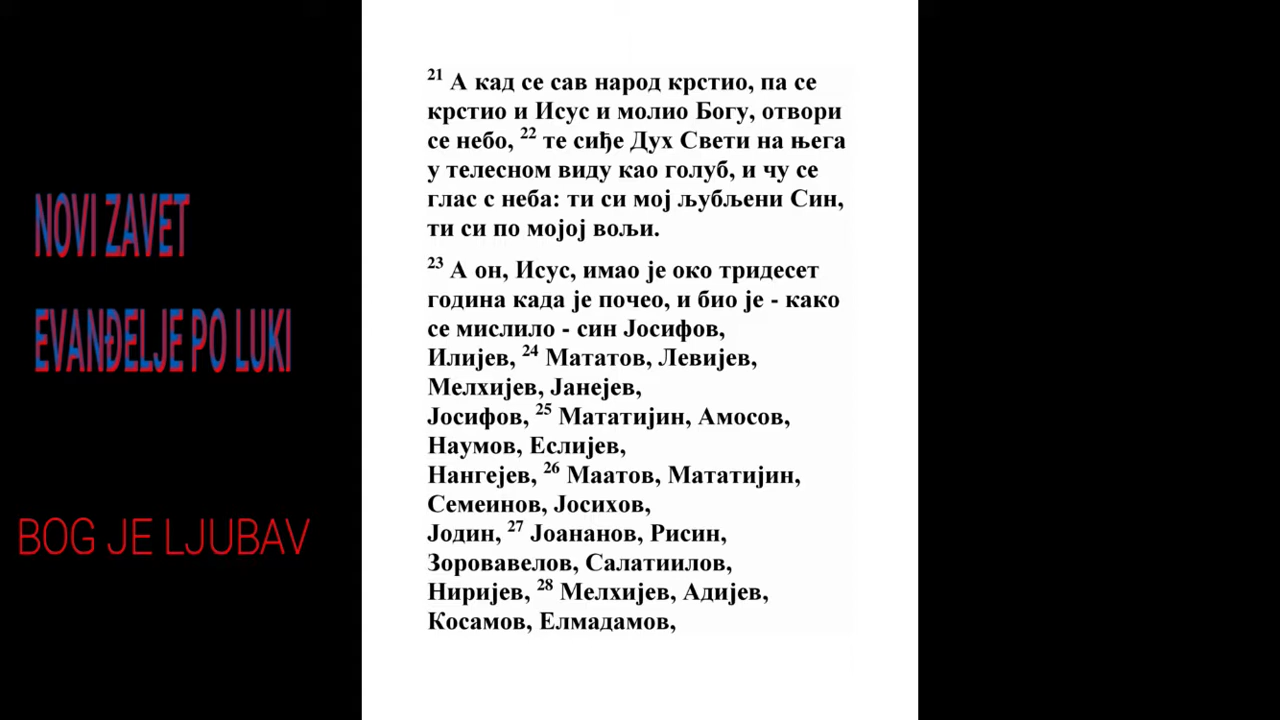 NOVI ZAVET
EVANĐELJE PO LUKI
BOG JE LJUBAV
21 А кад се сав народ крстио, па се
крстио и Исус и молио Богу, отвори
се небо, 22 те сиђе Дух Свети на њега
у телесном виду као голуб, и чу се
глас с неба: ти си мој љубљени Син,
ти си по мојој вољи.
23 А он, Исус, имао је око тридесет
година када је почео, и био је - како
се мислило - син Јосифов,
Илијев, 24 Мататов, Левијев,
Мелхијев, Јанејев,
Јосифов, 25 Мататијин, Амосов,
Наумов, Еслијев,
Нангејев, 26 Маатов, Мататијин,
Семеинов, Јосихов,
Јодин, 27 Јоананов, Рисин,
Зоровавелов, Салатиилов,
Ниријев, 28 Мелхијев, Адијев,
Косамов, Елмадамов,